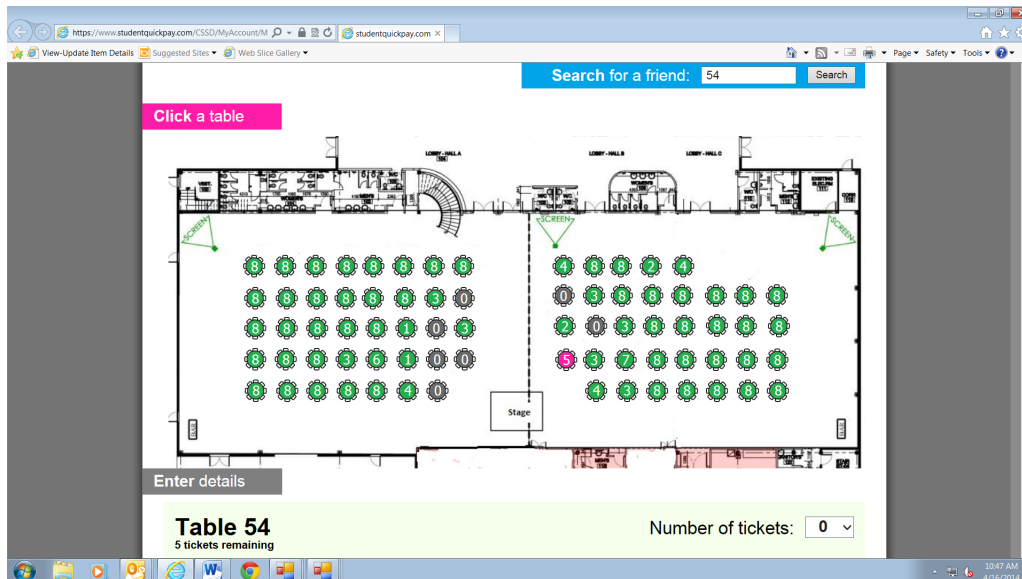 https://www.studentquickpay.com/CSSD/MyAccount/M
studentquickpay.com
View-Update Item Details
Suggested Sites
Web Slice Gallery
Page
Safety
Tools
Search for a friend: 54 Search
Click a table
LOBBY - HALL A
LOBBY - HALL B
LOBBY - HALL C
SCREEN
SCREEN
SCREEN
8 8 8 8 8 8 8 8 4 8 8 2 4
8 8 8 8 8 8 3 0 0 3 8 8 8 8 8 8
8 8 8 8 8 1 0 3 2 0 3 8 8 8 8 8
8 8 8 3 6 1 0 0 5 3 7 8 8 8 8 8
8 8 8 8 8 4 0 4 3 8 8 8 8 8
Stage
BAR
BAR
Enter details
Table 54
5 tickets remaining
Number of tickets: 0
10:47 AM
4/16/2014